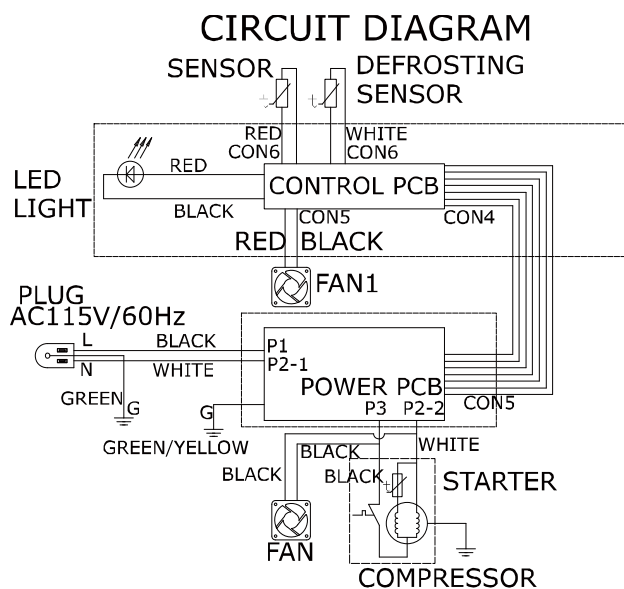 CIRCUIT DIAGRAM
SENSOR
DEFROSTING
SENSOR
RED
CON6
WHITE
CON6
LED
LIGHT
RED
BLACK
CONTROL PCB
CON5
CON4
RED BLACK
FAN1
PLUG
AC115V/60Hz
L
BLACK
N
WHITE
GREEN
G
P1
P2-1
POWER PCB
P3 P2-2
CON5
G
GREEN/YELLOW
WHITE
BLACK
BLACK
BLACK
STARTER
FAN
COMPRESSOR